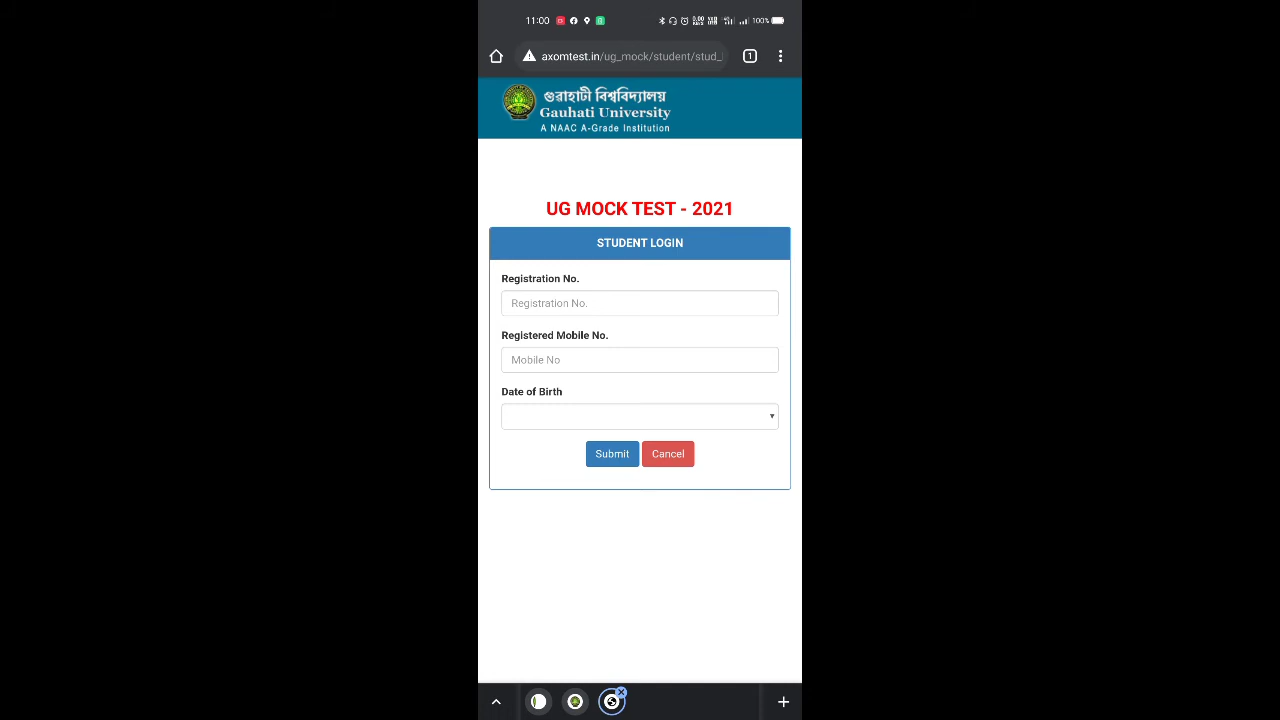 11:00
100%
axomtest.in/ug_mock/student/stud_
1
গুৱাহাটী বিশ্ববিদ্যালয়
Gauhati University
A NAAC A-Grade Institution
UG MOCK TEST - 2021
STUDENT LOGIN
Registration No.
Registration No.
Registered Mobile No.
Mobile No
Date of Birth
Submit Cancel